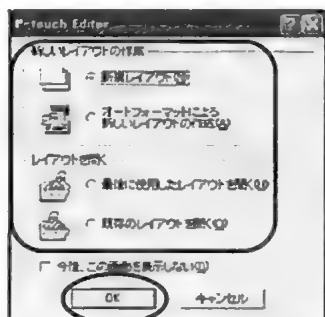 P-touch Editor
新しいレイアウトの作成
新規レイアウト
オートフォーマットによる
新しいレイアウトの作成(A)
レイアウトを開く
最後に使用したレイアウトを開く(L)
既存のレイアウトを開く(O)
今後、この画面を表示しない(D)
OK
キャンセル